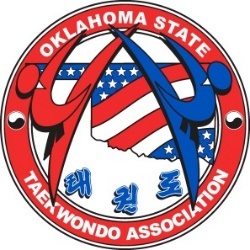 OKLAHOMA STATE
태권도
TAEKWONDO ASSOCIATION